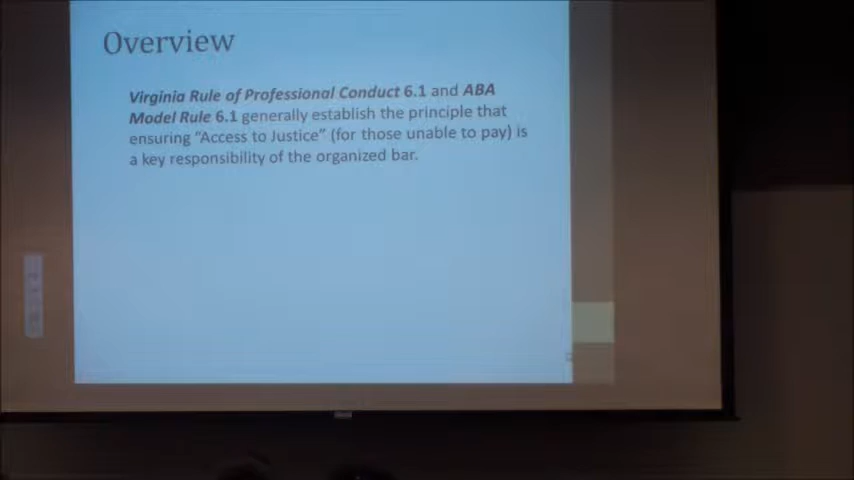 Overview
Virginia Rule of Professional Conduct 6.1 and ABA
Model Rule 6.1 generally establish the principle that
ensuring “Access to Justice” (for those unable to pay) is
a key responsibility of the organized bar.